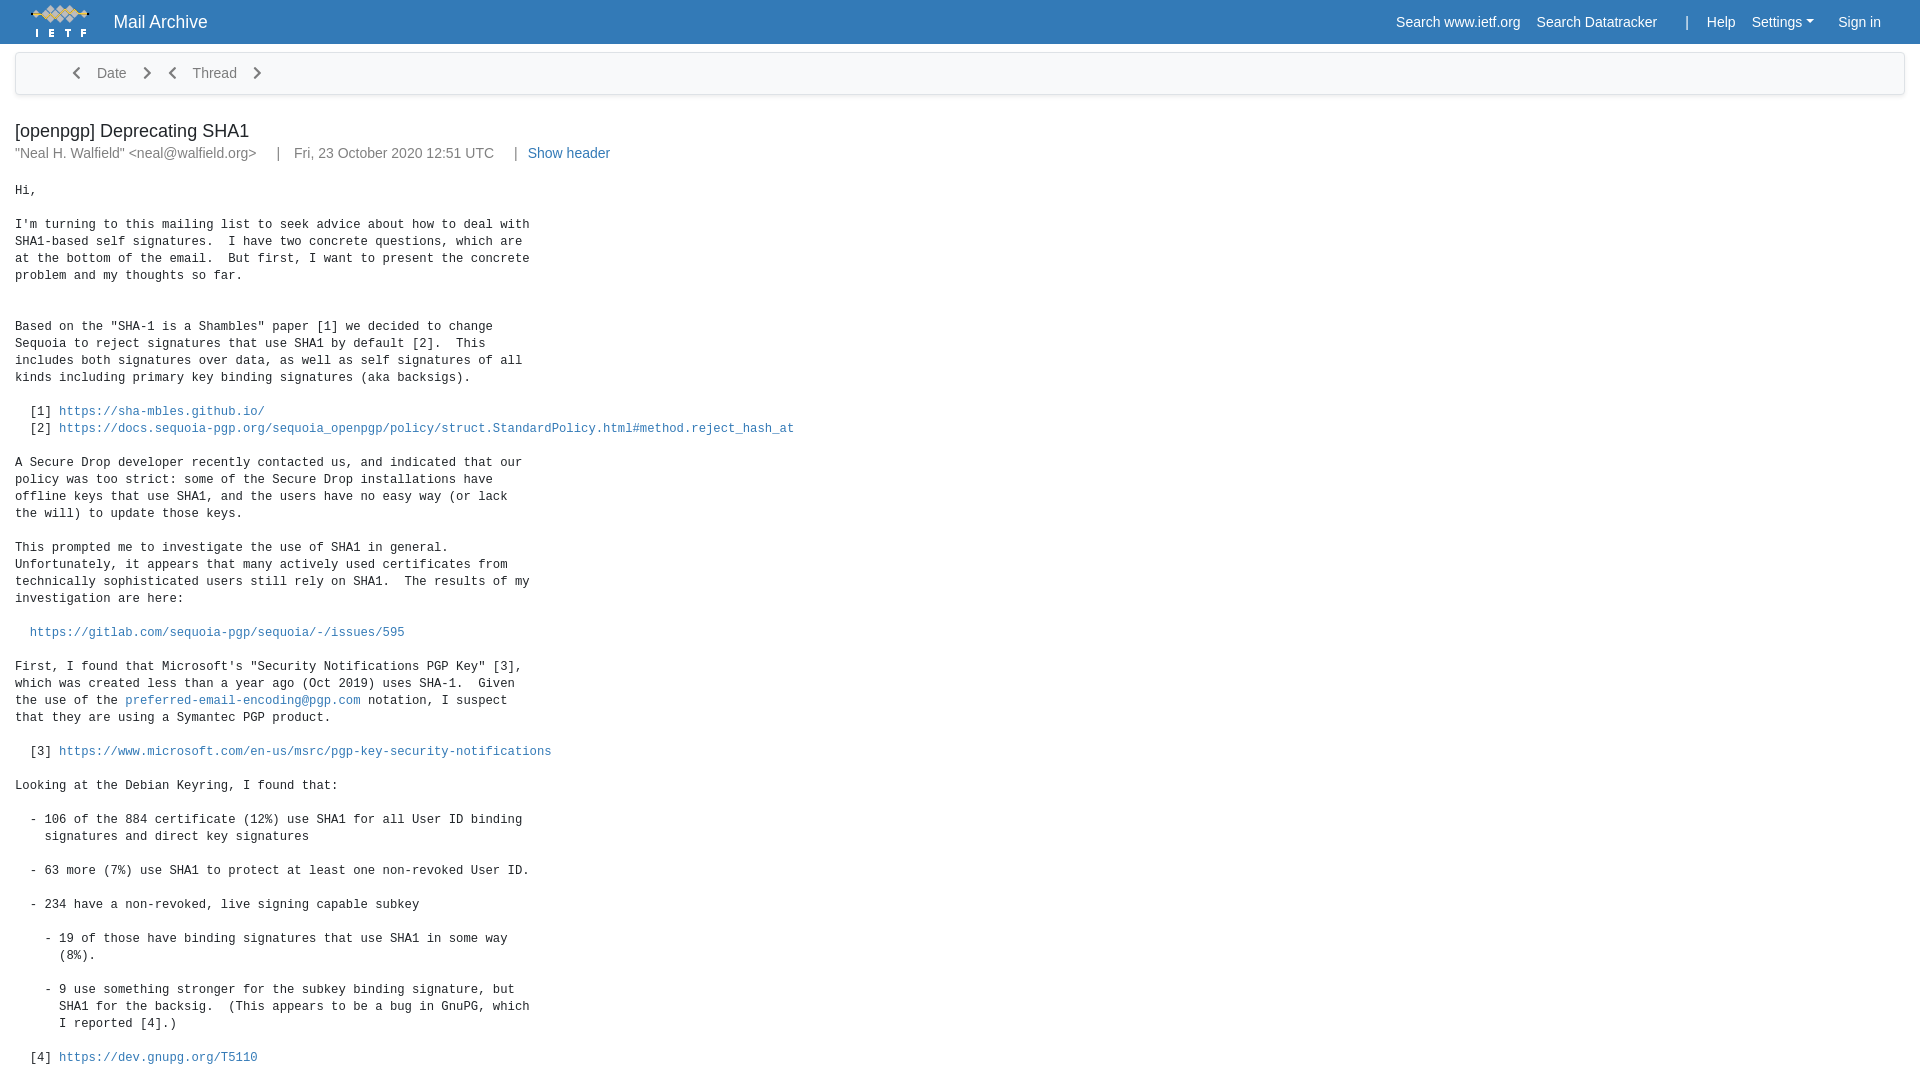 IETF
Mail Archive
Search www.ietf.org
Search Datatracker
|
Help
Settings
Sign in
Date
Thread
[openpgp] Deprecating SHA1
"Neal H. Walfield" <neal@walfield.org> | Fri, 23 October 2020 12:51 UTC | Show header
Hi,
I'm turning to this mailing list to seek advice about how to deal with
SHA1-based self signatures.  I have two concrete questions, which are
at the bottom of the email.  But first, I want to present the concrete
problem and my thoughts so far.
Based on the "SHA-1 is a Shambles" paper [1] we decided to change
Sequoia to reject signatures that use SHA1 by default [2].  This
includes both signatures over data, as well as self signatures of all
kinds including primary key binding signatures (aka backsigs).
[1] https://sha-mbles.github.io/
[2] https://docs.sequoia-pgp.org/sequoia_openpgp/policy/struct.StandardPolicy.html#method.reject_hash_at
A Secure Drop developer recently contacted us, and indicated that our
policy was too strict: some of the Secure Drop installations have
offline keys that use SHA1, and the users have no easy way (or lack
the will) to update those keys.
This prompted me to investigate the use of SHA1 in general.
Unfortunately, it appears that many actively used certificates from
technically sophisticated users still rely on SHA1.  The results of my
investigation are here:
https://gitlab.com/sequoia-pgp/sequoia/-/issues/595
First, I found that Microsoft's "Security Notifications PGP Key" [3],
which was created less than a year ago (Oct 2019) uses SHA-1.  Given
the use of the preferred-email-encoding@pgp.com notation, I suspect
that they are using a Symantec PGP product.
[3] https://www.microsoft.com/en-us/msrc/pgp-key-security-notifications
Looking at the Debian Keyring, I found that:
- 106 of the 884 certificate (12%) use SHA1 for all User ID binding
signatures and direct key signatures
- 63 more (7%) use SHA1 to protect at least one non-revoked User ID.
- 234 have a non-revoked, live signing capable subkey
- 19 of those have binding signatures that use SHA1 in some way
(8%).
- 9 use something stronger for the subkey binding signature, but
SHA1 for the backsig.  (This appears to be a bug in GnuPG, which
I reported [4].)
[4] https://dev.gnupg.org/T5110